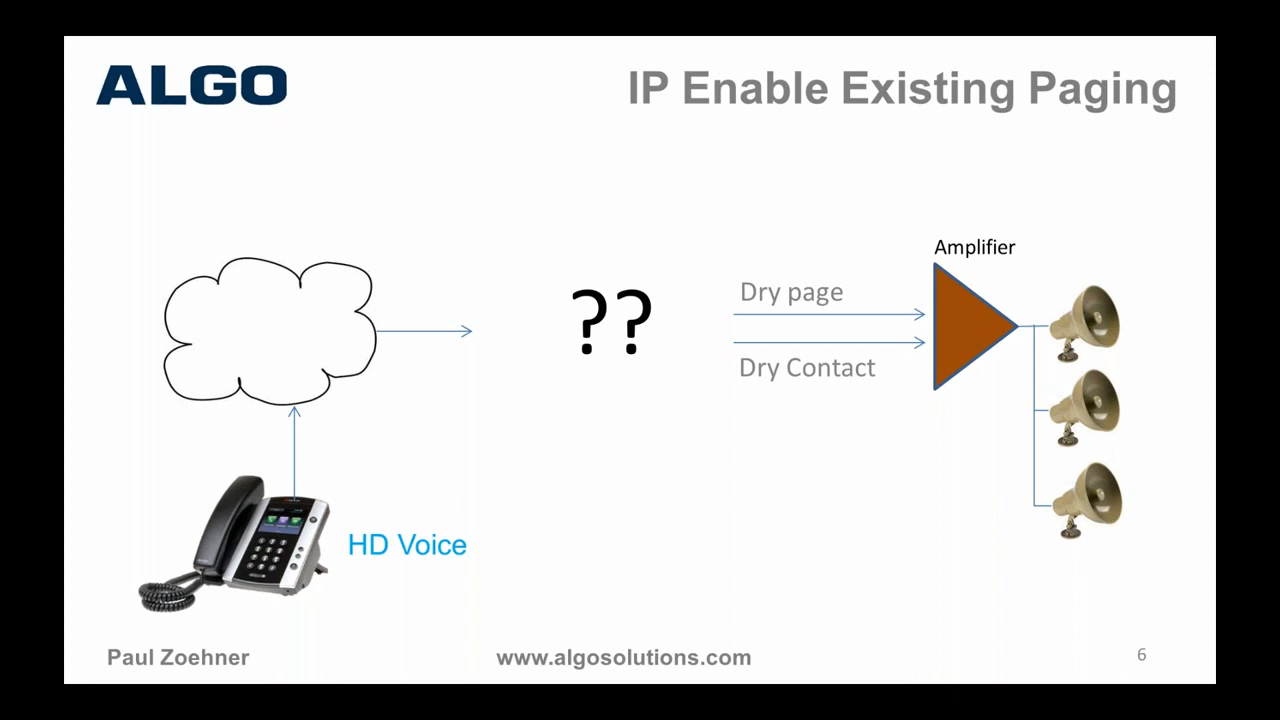 ALGO
IP Enable Existing Paging
Amplifier
Dry page
??
Dry Contact
HD Voice
Paul Zoehner
www.algosolutions.com
6